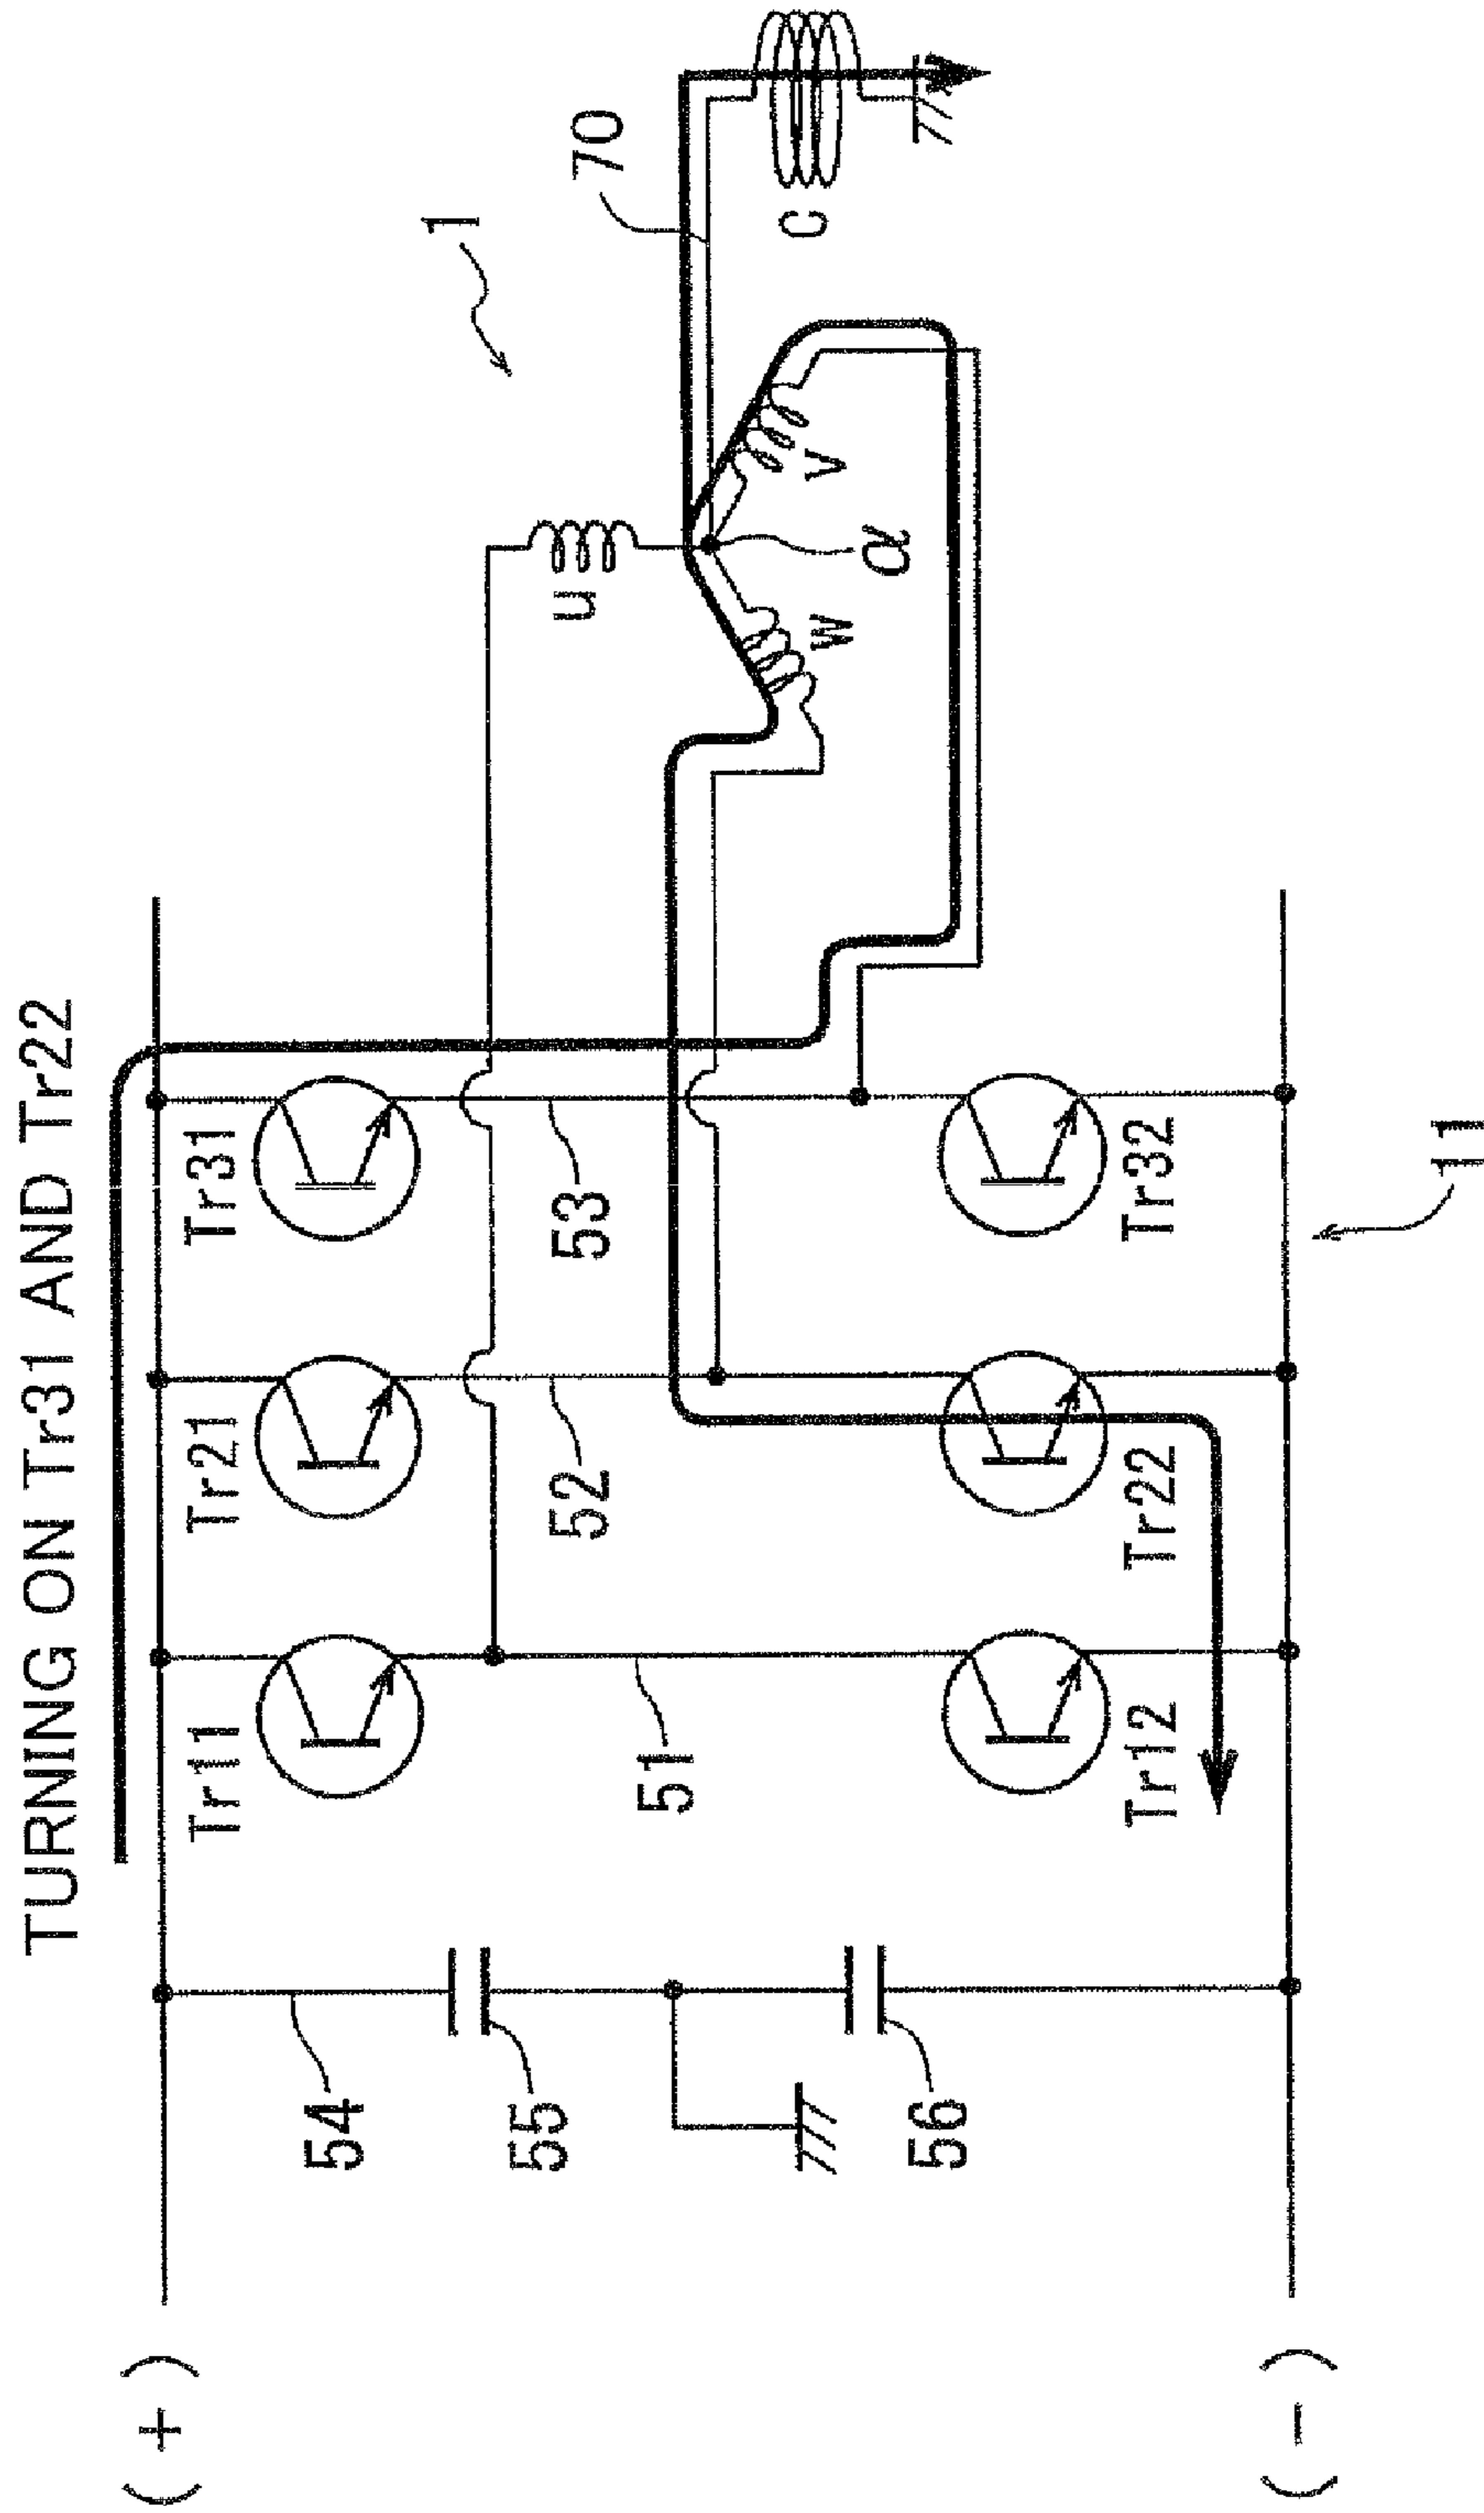 TURNING ON Tr31 AND Tr22
(+)
54
55
56
Tr11
Tr21
Tr31
51
52
53
Tr12
Tr22
Tr32
(-)
11
1
70
u
w
v
α
C